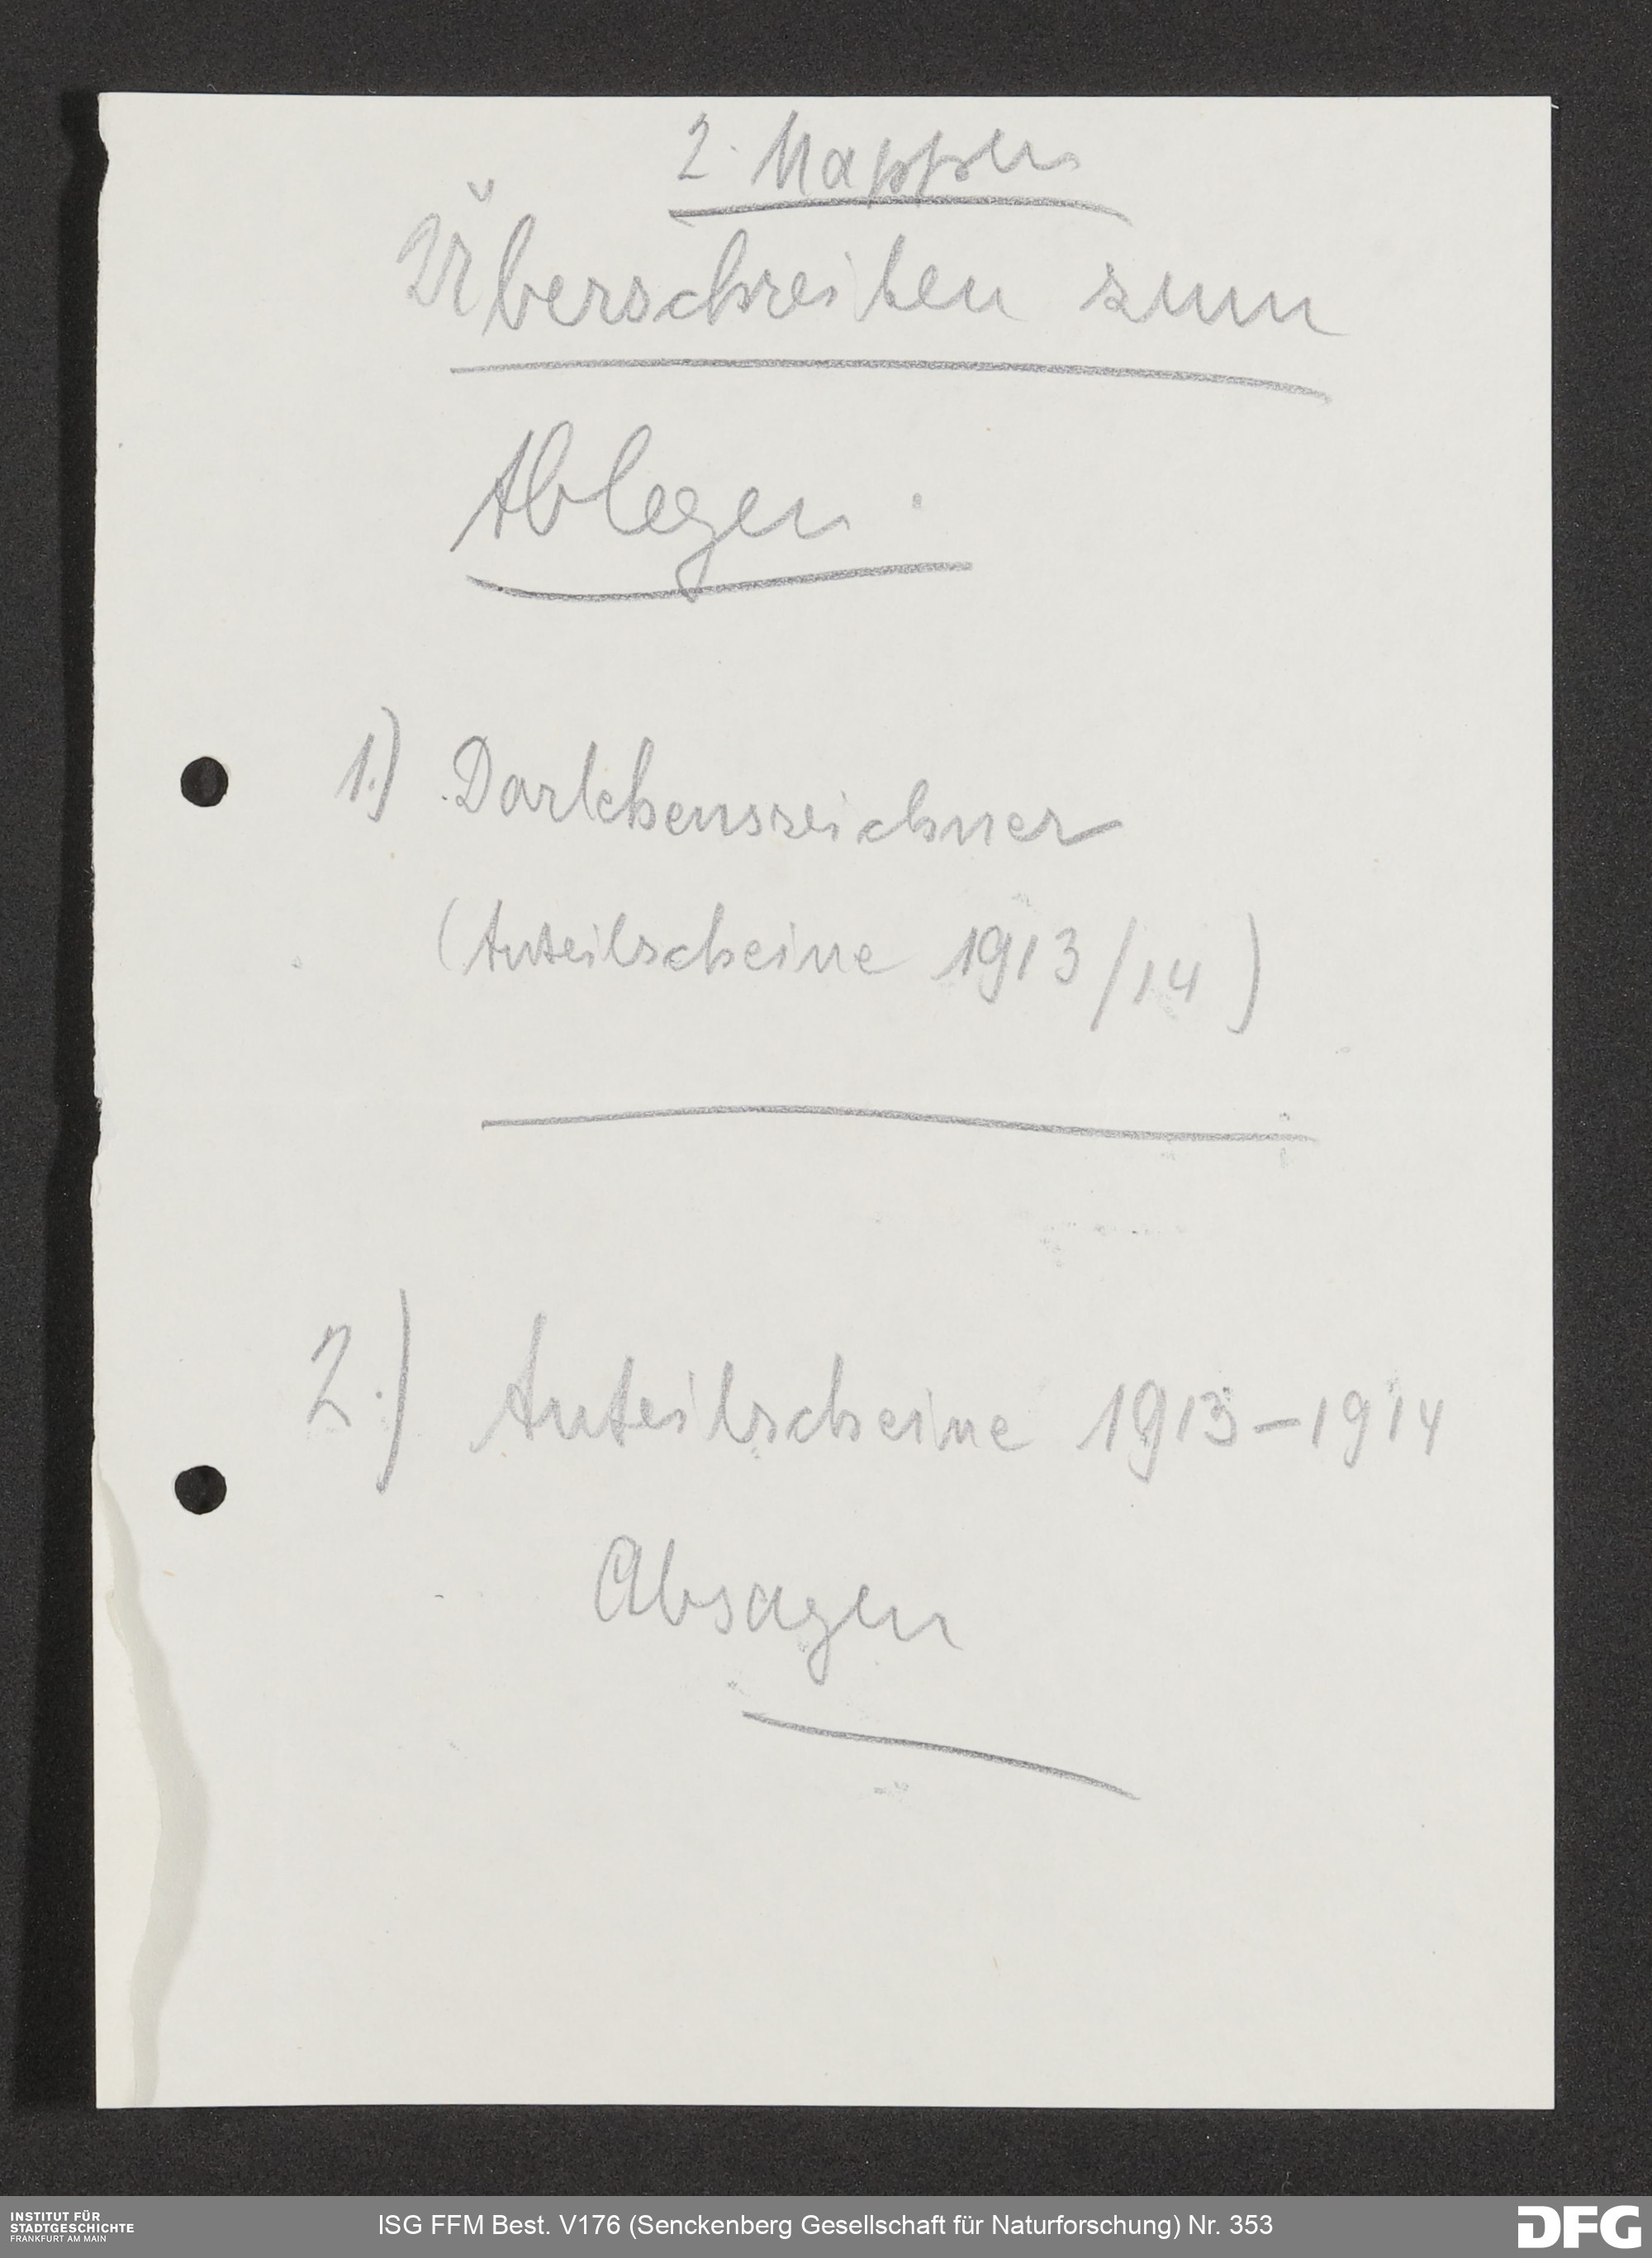 2. Mappen
Überschreiben zum
Ablegen.
1.) Darlehenszeichner
(Anteilscheine 1913/14)
2.) Anteilscheine 1913-1914
Absagen
INSTITUT FÜR
STADTGESCHICHTE
FRANKFURT AM MAIN
ISG FFM Best. V176 (Senckenberg Gesellschaft für Naturforschung) Nr. 353
DFG